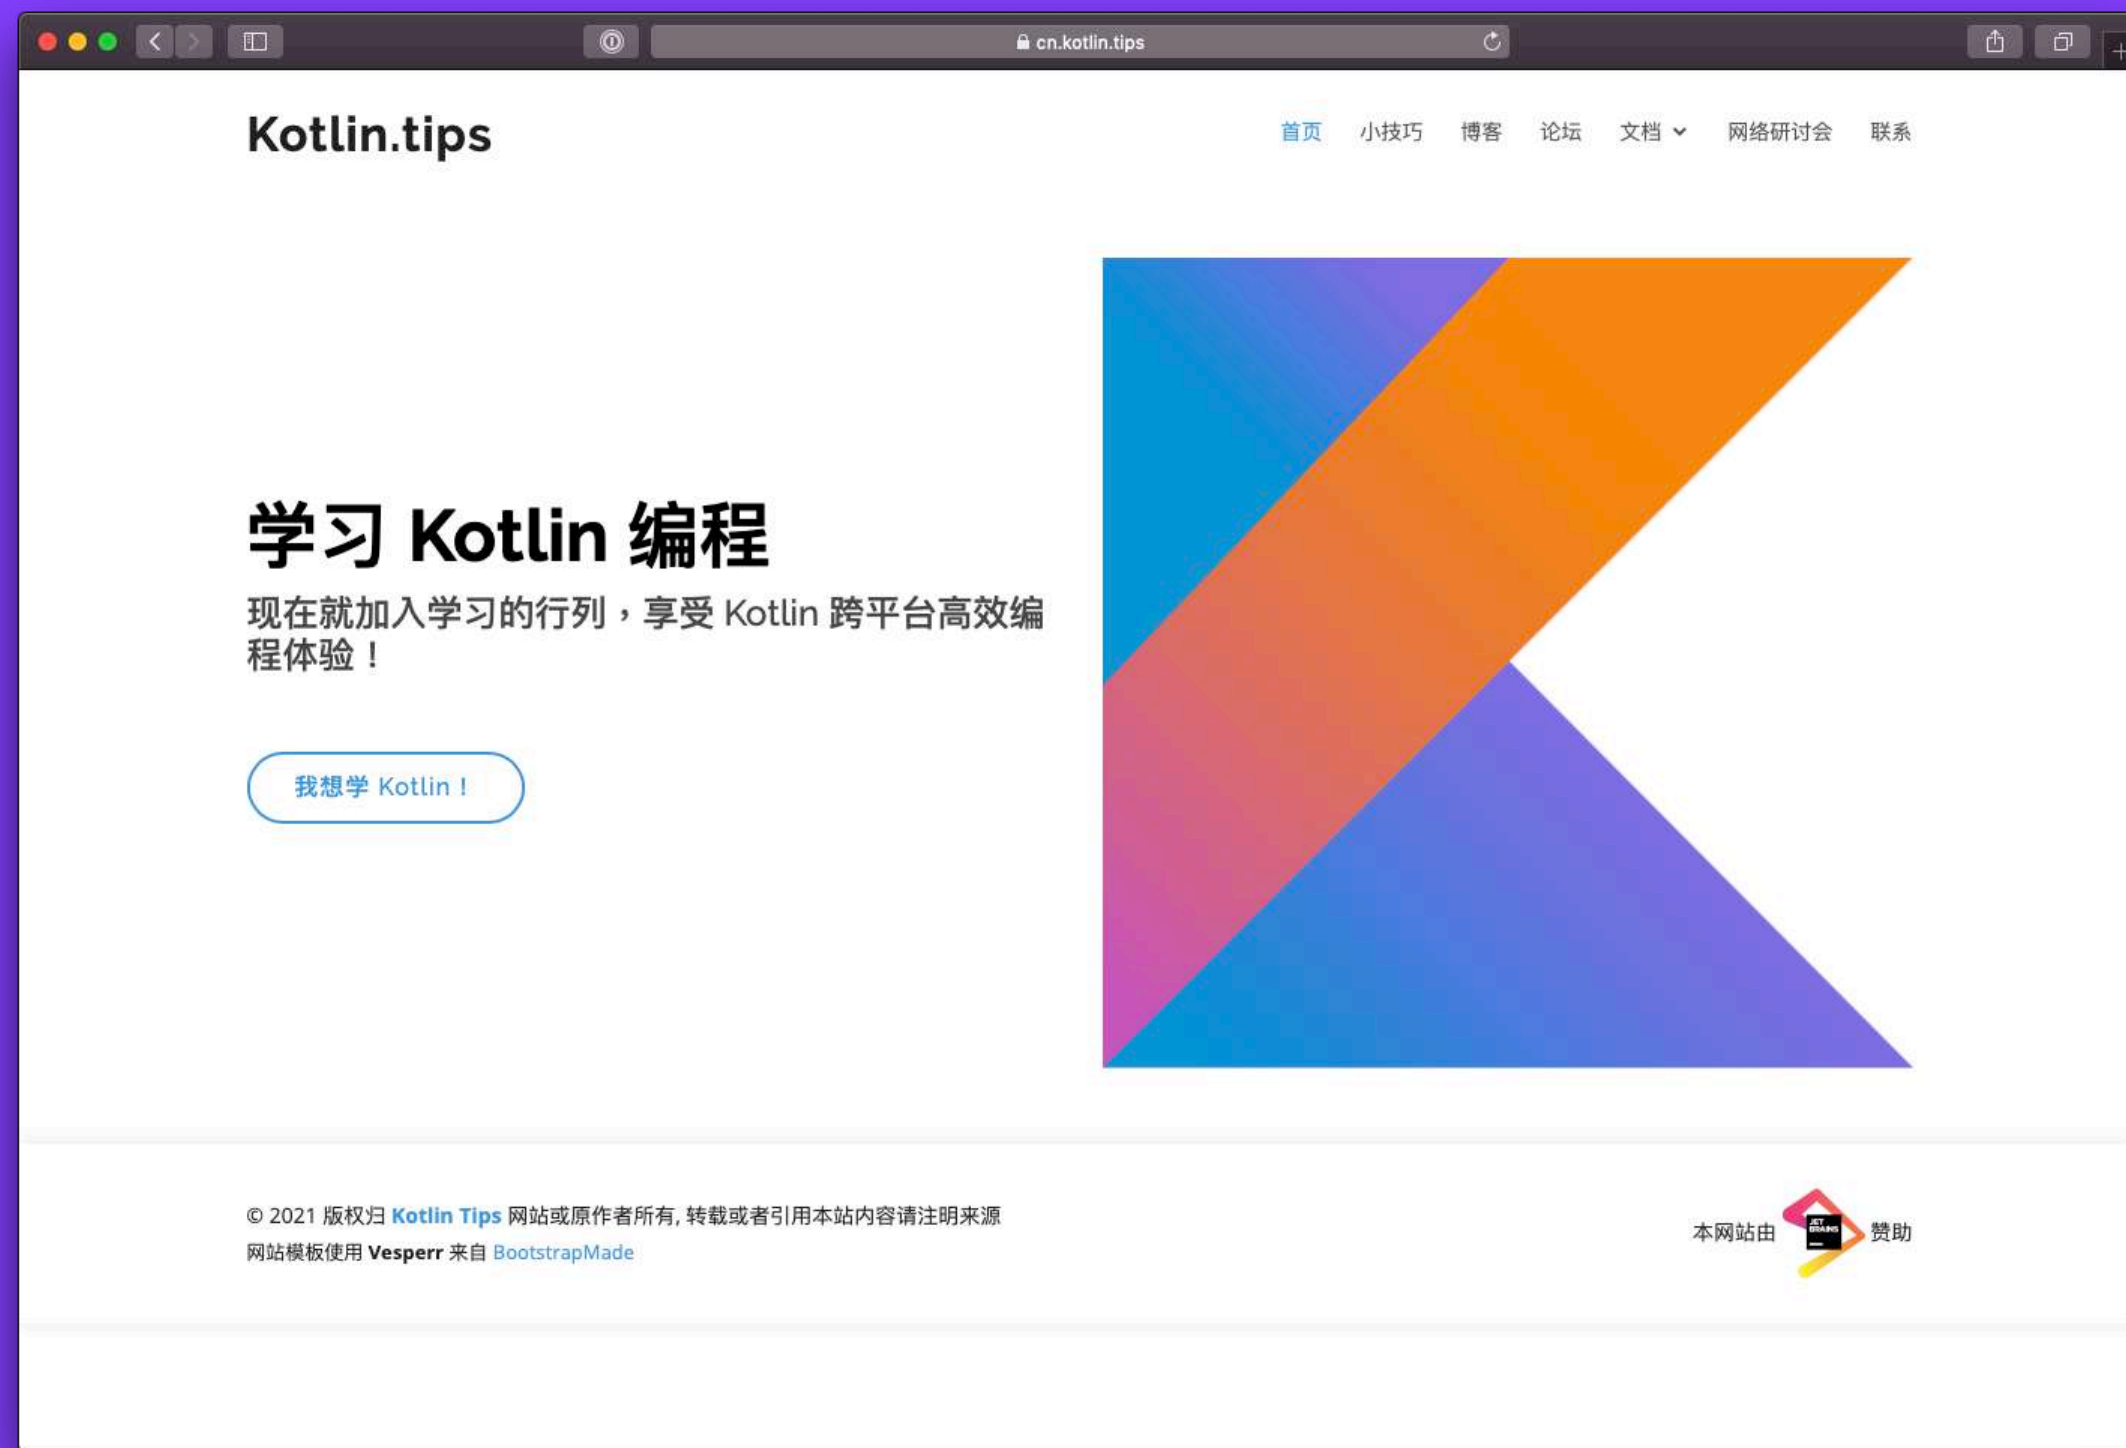 cn.kotlin.tips
Kotlin.tips
首页 小技巧 博客 论坛 文档 网络研讨会 联系
学习 Kotlin 编程
现在就加入学习的行列，享受 Kotlin 跨平台高效编
程体验！
我想学 Kotlin！
© 2021 版权归 Kotlin Tips 网站或原作者所有, 转载或者引用本站内容请注明来源
网站模板使用 Vesperr 来自 BootstrapMade
本网站由 JET BRAINS 赞助